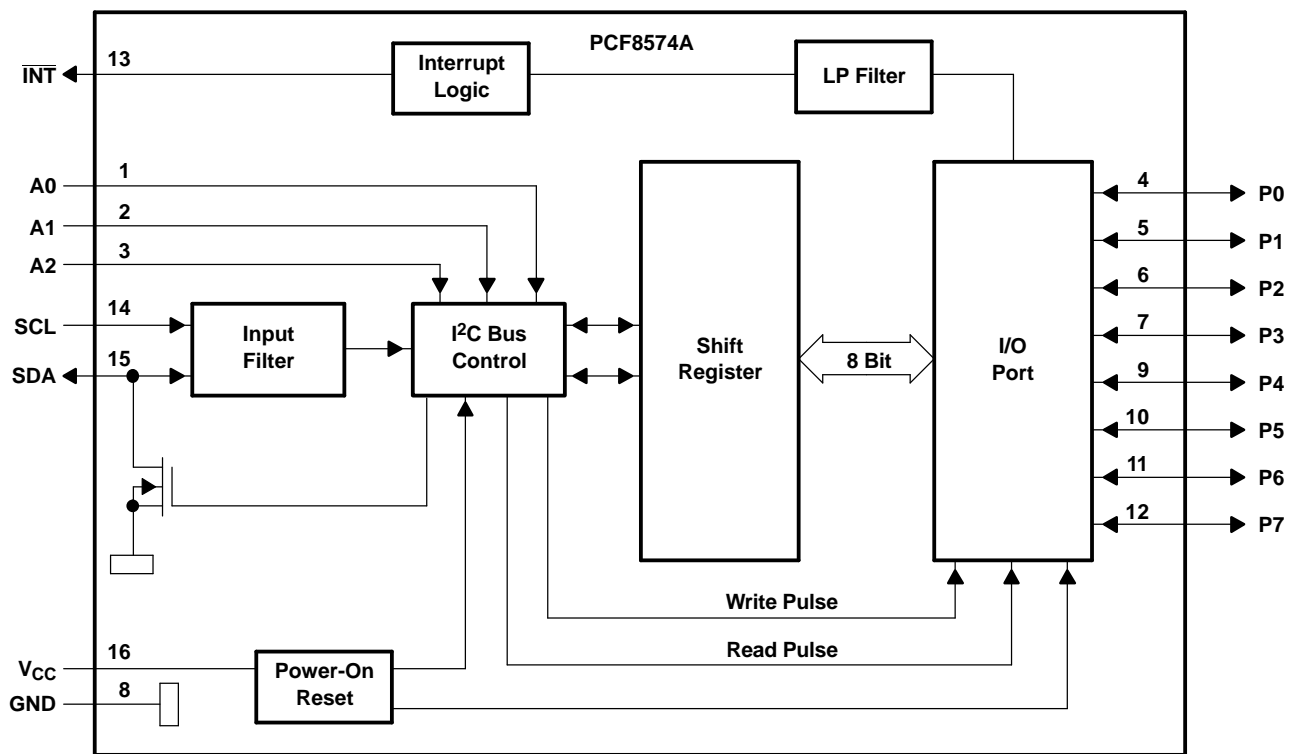 PCF8574A
INT 13
Interrupt
Logic
LP Filter
A0 1
A1 2
A2 3
SCL 14
SDA 15
Input
Filter
I2C Bus
Control
Shift
Register
8 Bit
I/O
Port
4 P0
5 P1
6 P2
7 P3
9 P4
10 P5
11 P6
12 P7
Write Pulse
Read Pulse
VCC 16
GND 8
Power-On
Reset